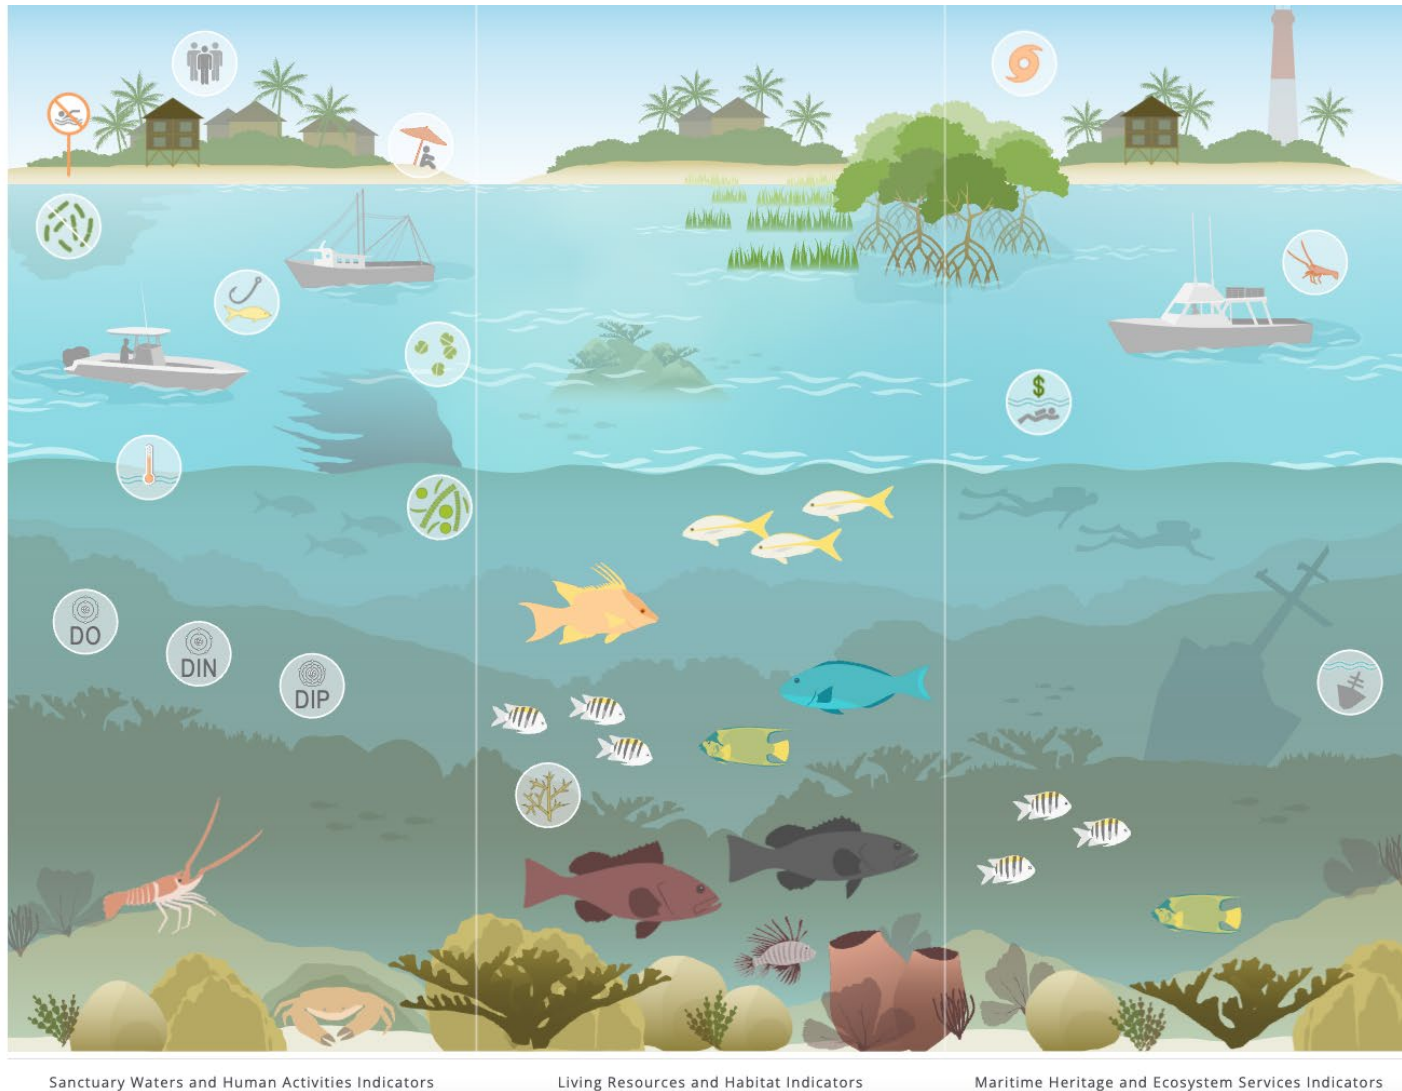 $
DO
DIN
DIP
Sanctuary Waters and Human Activities Indicators
Living Resources and Habitat Indicators
Maritime Heritage and Ecosystem Services Indicators